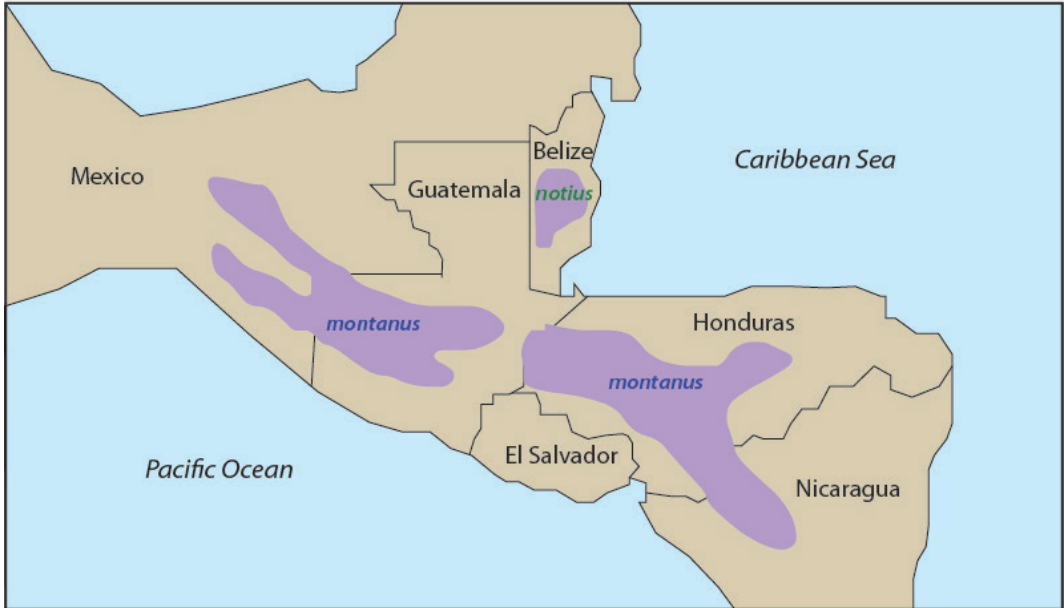 Belize
Caribbean Sea
Mexico
Guatemala
notius
montanus
Honduras
montanus
El Salvador
Pacific Ocean
Nicaragua